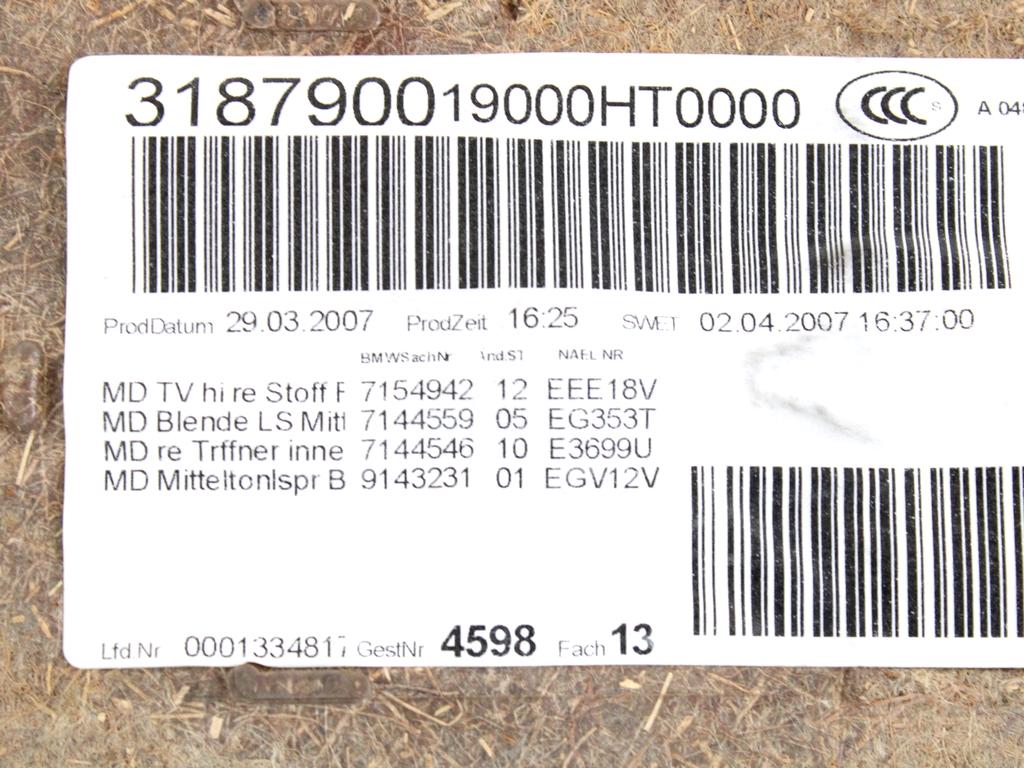 318790019000HT0000 CCC S A 048
ProdDatum 29.03.2007 ProdZeit 16:25 SWET 02.04.2007 16:37:00
BMWSachNr Änd.ST NAEL NR
MD TV hi re Stoff F 7154942 12 EEE18V
MD Blende LS Mitt 7144559 05 EG353T
MD re Trffner inne 7144546 10 E3699U
MD Mitteltonlspr B 9143231 01 EGV12V
Lfd.Nr 0001334817 GestNr 4598 Fach 13